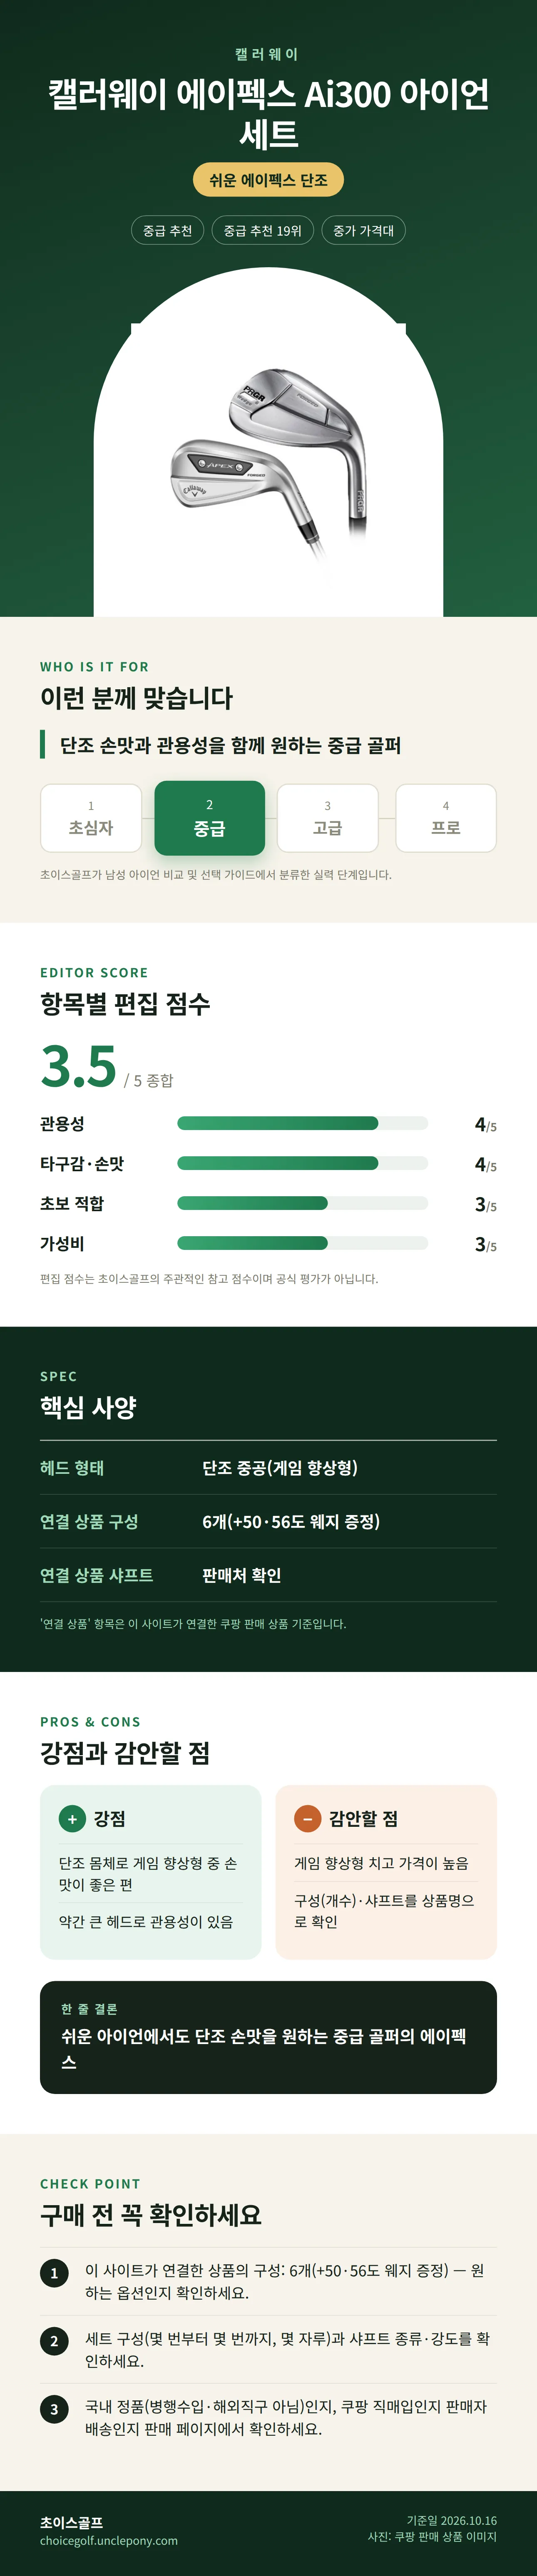 캘러웨이
캘러웨이 에이펙스 Ai300 아이언
세트
쉬운 에이펙스 단조
중급 추천
중급 추천 19위
중가 가격대
PRGR
FORGED
APEX
FORGED
Callaway
PRGR
WHO IS IT FOR
이런 분께 맞습니다
단조 손맛과 관용성을 함께 원하는 중급 골퍼
1
초심자
2
중급
3
고급
4
프로
초이스골프가 남성 아이언 비교 및 선택 가이드에서 분류한 실력 단계입니다.
EDITOR SCORE
항목별 편집 점수
3.5 / 5 종합
관용성 4/5
타구감·손맛 4/5
초보 적합 3/5
가성비 3/5
편집 점수는 초이스골프의 주관적인 참고 점수이며 공식 평가가 아닙니다.
SPEC
핵심 사양
헤드 형태 단조 중공(게임 향상형)
연결 상품 구성 6개(+50·56도 웨지 증정)
연결 상품 샤프트 판매처 확인
'연결 상품' 항목은 이 사이트가 연결한 쿠팡 판매 상품 기준입니다.
PROS & CONS
강점과 감안할 점
+ 강점
단조 몸체로 게임 향상형 중 손
맛이 좋은 편
약간 큰 헤드로 관용성이 있음
− 감안할 점
게임 향상형 치고 가격이 높음
구성(개수)·샤프트를 상품명으
로 확인
한 줄 결론
쉬운 아이언에서도 단조 손맛을 원하는 중급 골퍼의 에이펙
스
CHECK POINT
구매 전 꼭 확인하세요
1 이 사이트가 연결한 상품의 구성: 6개(+50·56도 웨지 증정) — 원
하는 옵션인지 확인하세요.
2 세트 구성(몇 번부터 몇 번까지, 몇 자루)과 샤프트 종류·강도를 확
인하세요.
3 국내 정품(병행수입·해외직구 아님)인지, 쿠팡 직매입인지 판매자
배송인지 판매 페이지에서 확인하세요.
초이스골프
choicegolf.unclepony.com
기준일 2026.10.16
사진: 쿠팡 판매 상품 이미지